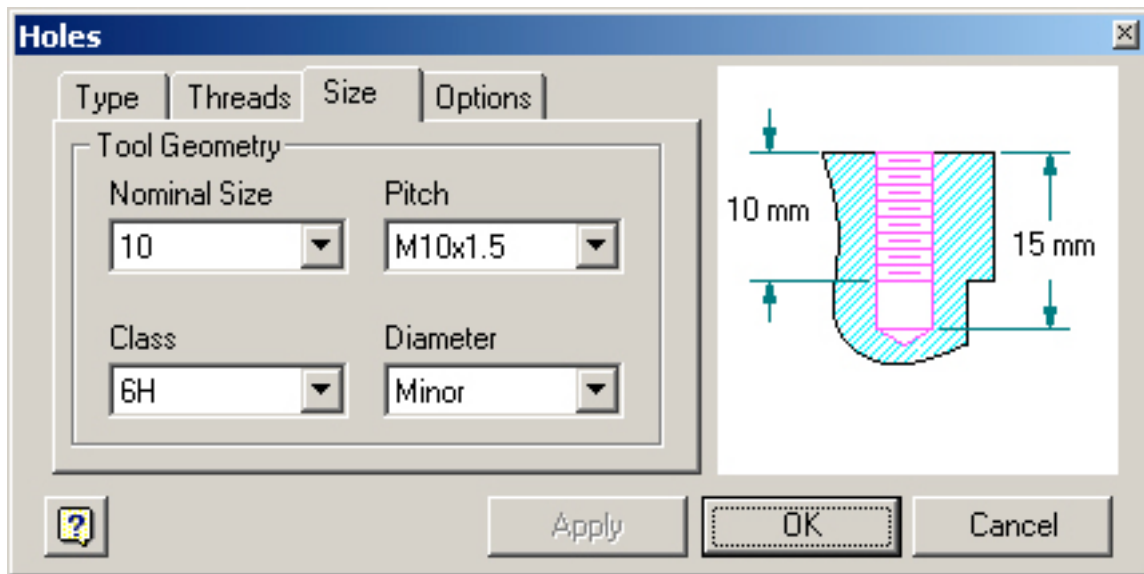 Holes
Type Threads Size Options
Tool Geometry
Nominal Size Pitch
10 M10x1.5
Class Diameter
6H Minor
10 mm
15 mm
? Apply OK Cancel